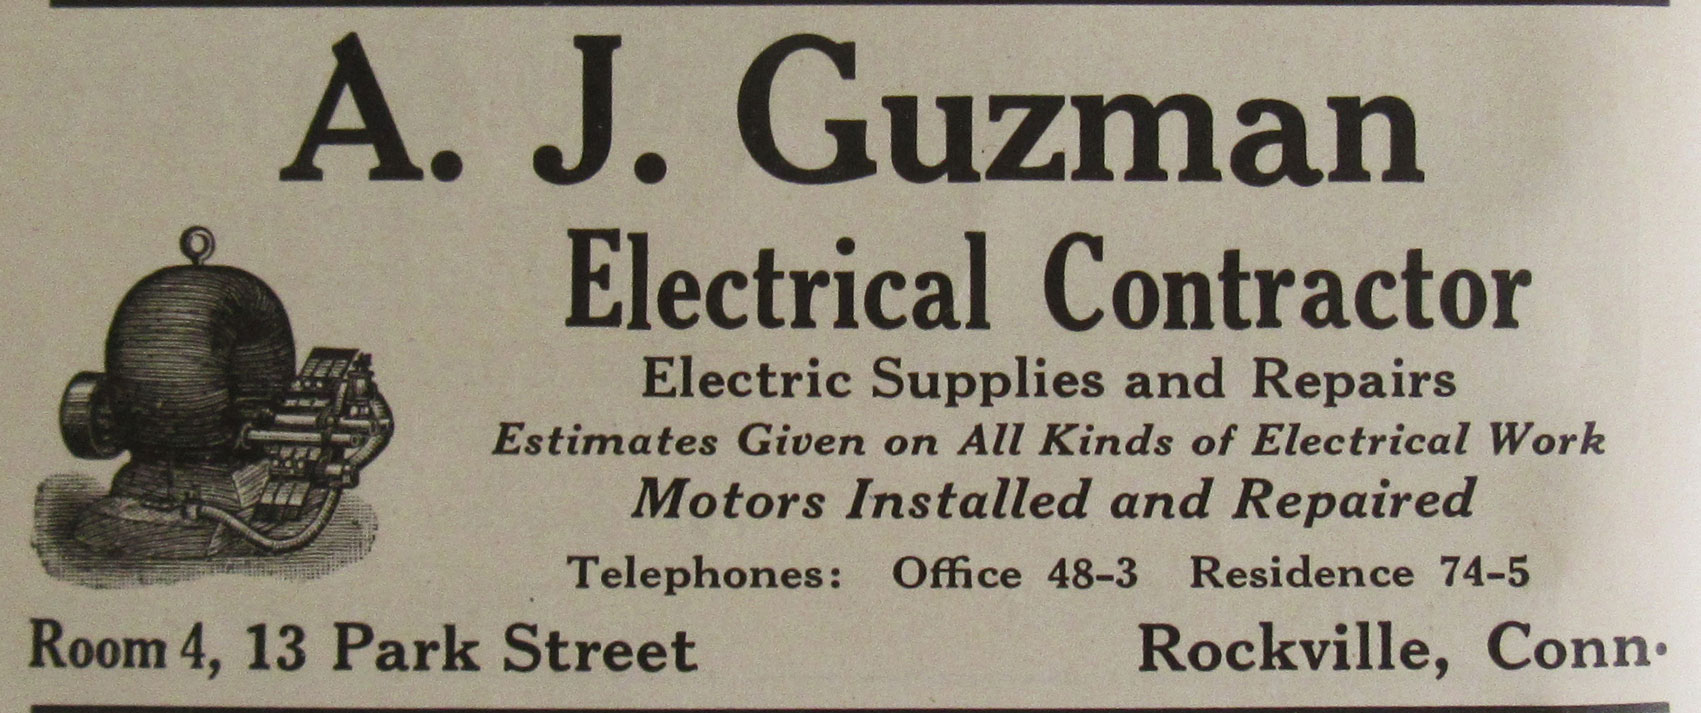 A. J. Guzman
Electrical Contractor
Electric Supplies and Repairs
Estimates Given on All Kinds of Electrical Work
Motors Installed and Repaired
Telephones: Office 48-3 Residence 74-5
Room 4, 13 Park Street Rockville, Conn.